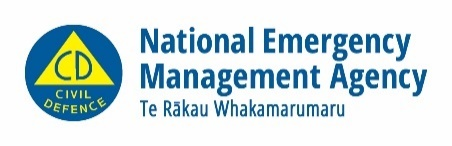 CD
CIVIL
DEFENCE
National Emergency
Management Agency
Te Rākau Whakamarumaru